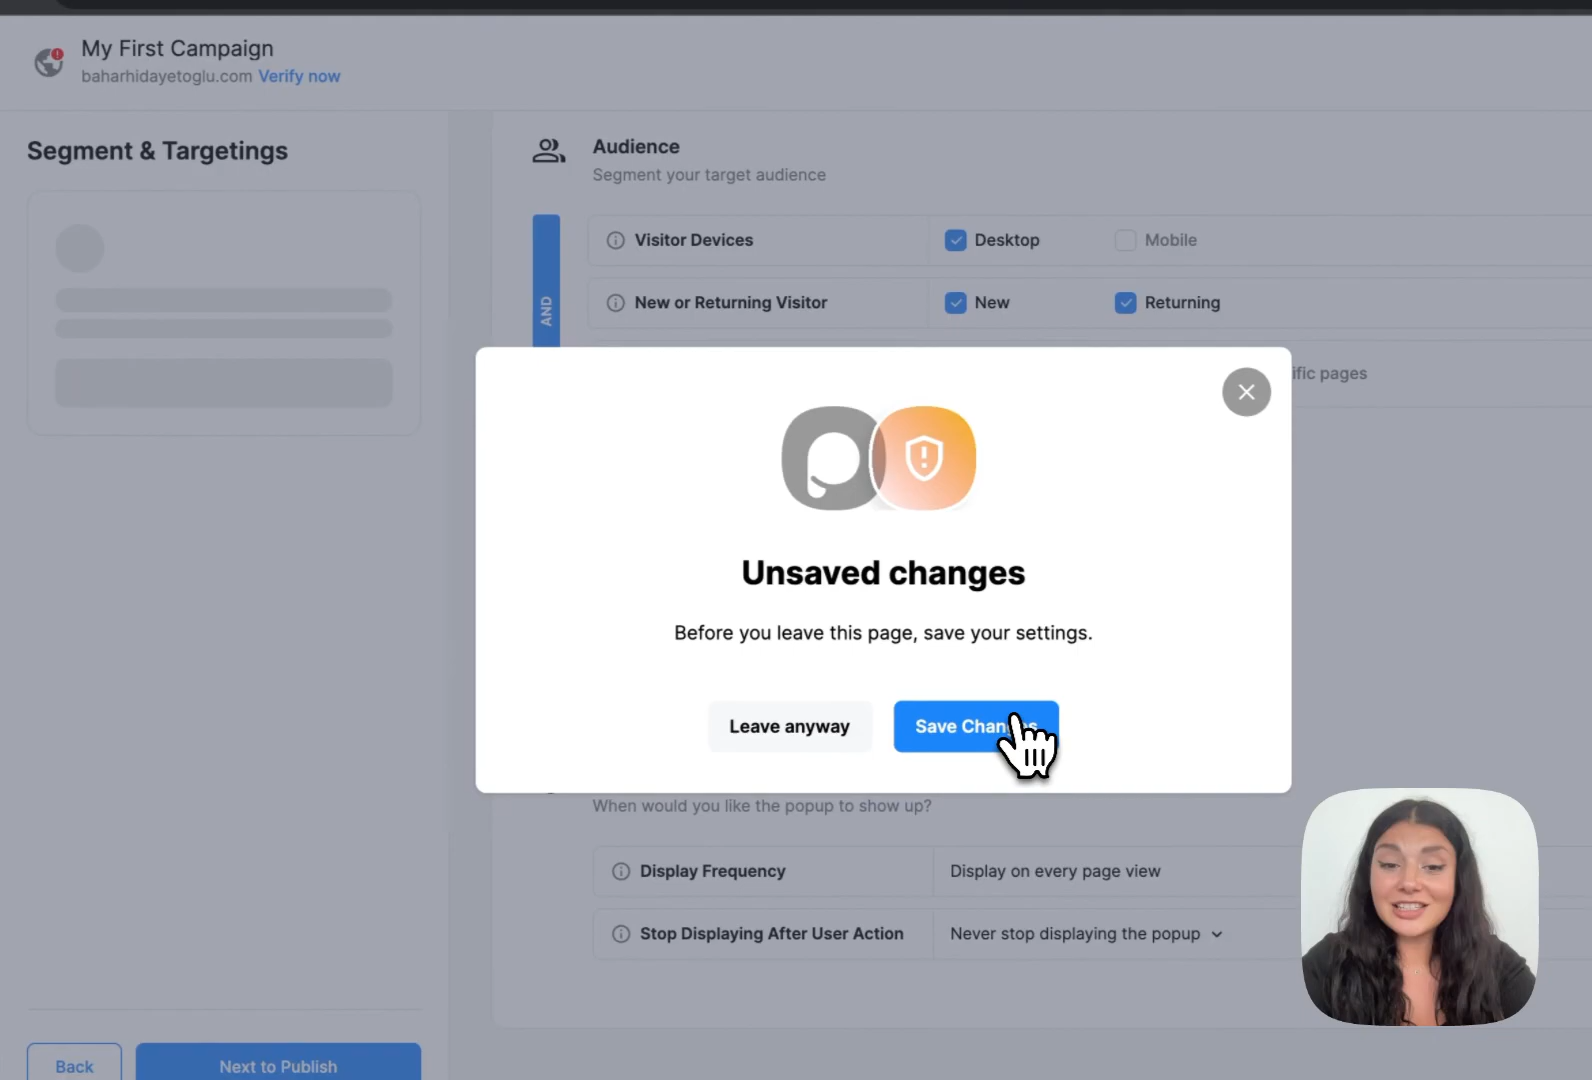 My First Campaign
baharhidayetoglu.com Verify now
Segment & Targetings
Audience
Segment your target audience
AND
Visitor Devices
Desktop
Mobile
New or Returning Visitor
New
Returning
pages
Unsaved changes
Before you leave this page, save your settings.
Leave anyway
Save
When would you like the popup to show up?
Display Frequency
Display on every page view
Stop Displaying After User Action
Never stop displaying the popup
Back
Next to Publish